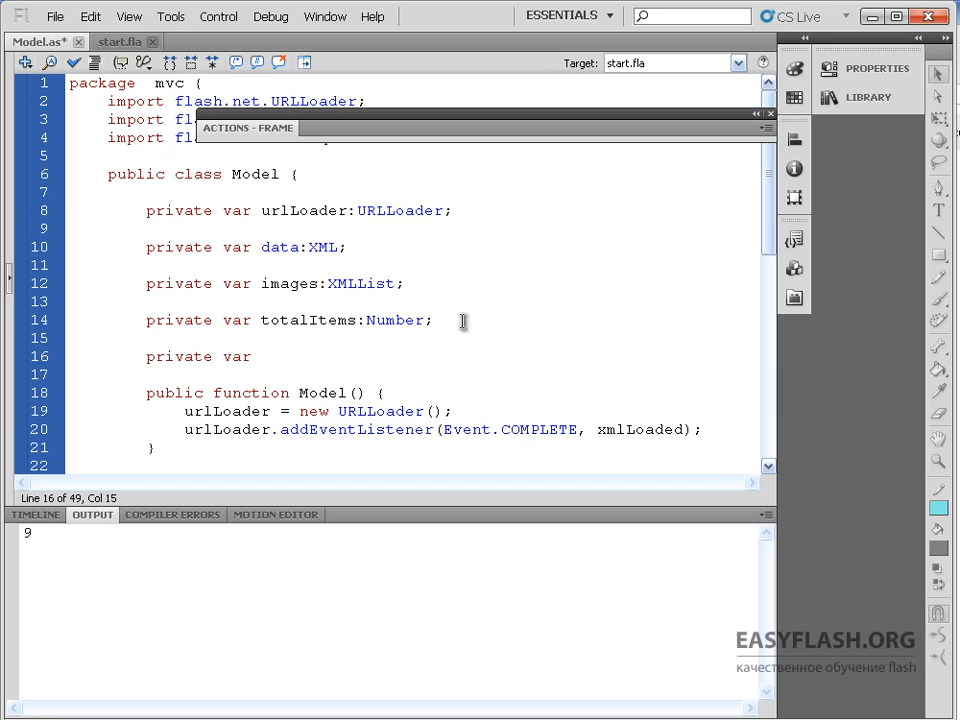 Fl File Edit View Tools Control Debug Window Help ESSENTIALS CS Live
Model.as* start.fla
Target: start.fla
1 package mvc {
2 import flash.net.URLLoader;
3 import
ACTIONS - FRAME
4 import
5
6 public class Model {
7
8 private var urlLoader:URLLoader;
9
10 private var data:XML;
11
12 private var images:XMLList;
13
14 private var totalItems:Number;
15
16 private var
17
18 public function Model() {
19 urlLoader = new URLLoader();
20 urlLoader.addEventListener(Event.COMPLETE, xmlLoaded);
21 }
22
Line 16 of 49, Col 15
TIMELINE OUTPUT COMPILER ERRORS MOTION EDITOR
9
PROPERTIES
LIBRARY
EASYFLASH.ORG
качественное обучение flash